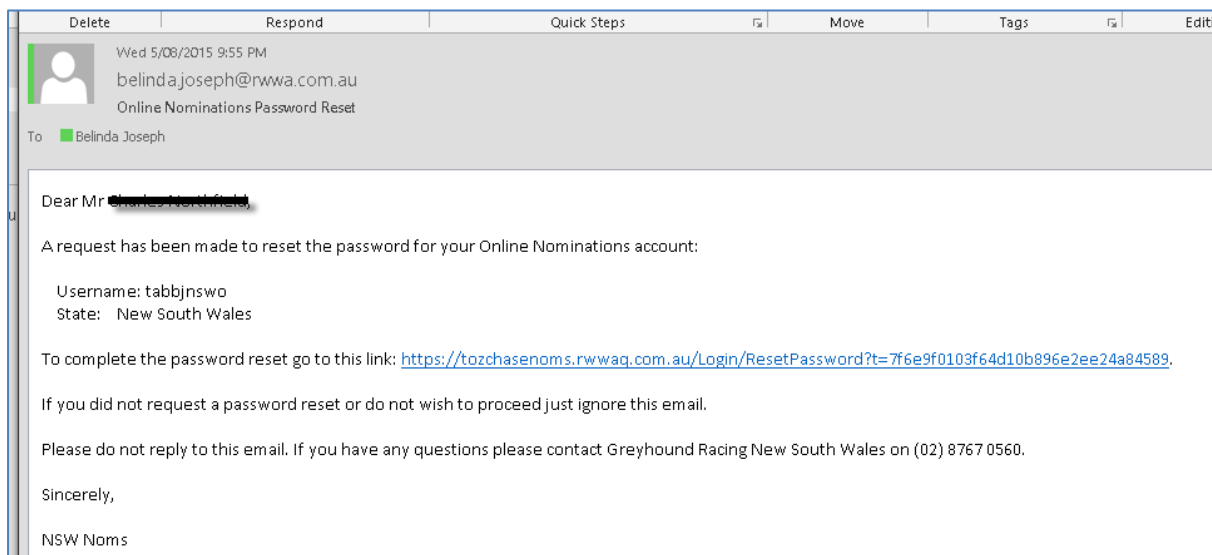 Delete Respond Quick Steps Move Tags
Wed 5/08/2015 9:55 PM
belinda.joseph@rwwa.com.au
Online Nominations Password Reset
To Belinda Joseph
Dear Mr
A request has been made to reset the password for your Online Nominations account:
Username: tabbjnswo
State: New South Wales
To complete the password reset go to this link: https://tozchasenoms.rwwaq.com.au/Login/ResetPassword?t=7f6e9f0103f64d10b896e2ee24a84589.
If you did not request a password reset or do not wish to proceed just ignore this email.
Please do not reply to this email. If you have any questions please contact Greyhound Racing New South Wales on (02) 8767 0560.
Sincerely,
NSW Noms